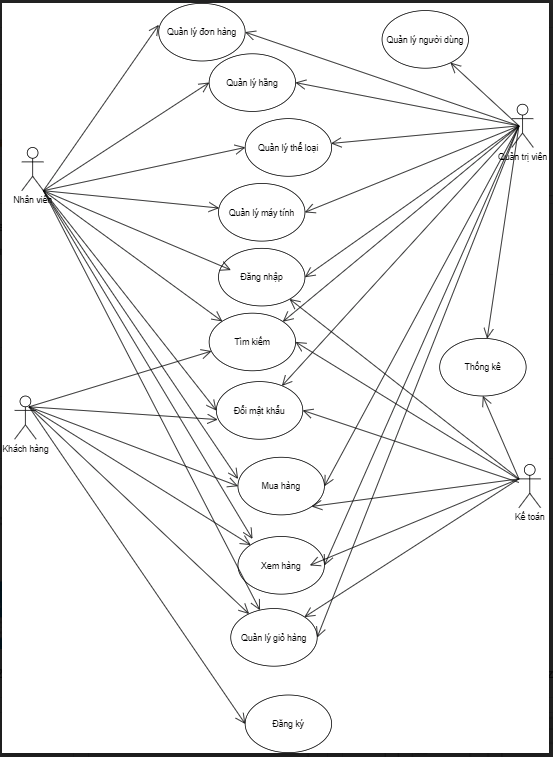 Quản lý đơn hàng
Quản lý người dùng
Quản lý hãng
Quản lý thể loại
Quản trị viên
Nhân viên
Quản lý máy tính
Đăng nhập
Tìm kiếm
Thống kê
Đổi mật khẩu
Khách hàng
Mua hàng
Kế toán
Xem hàng
Quản lý giỏ hàng
Đăng ký